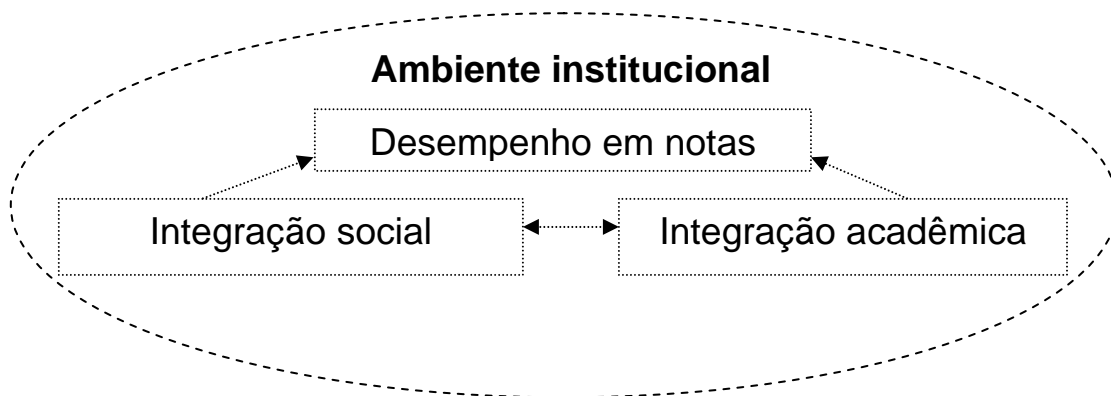 Ambiente institucional
Desempenho em notas
Integração social
Integração acadêmica